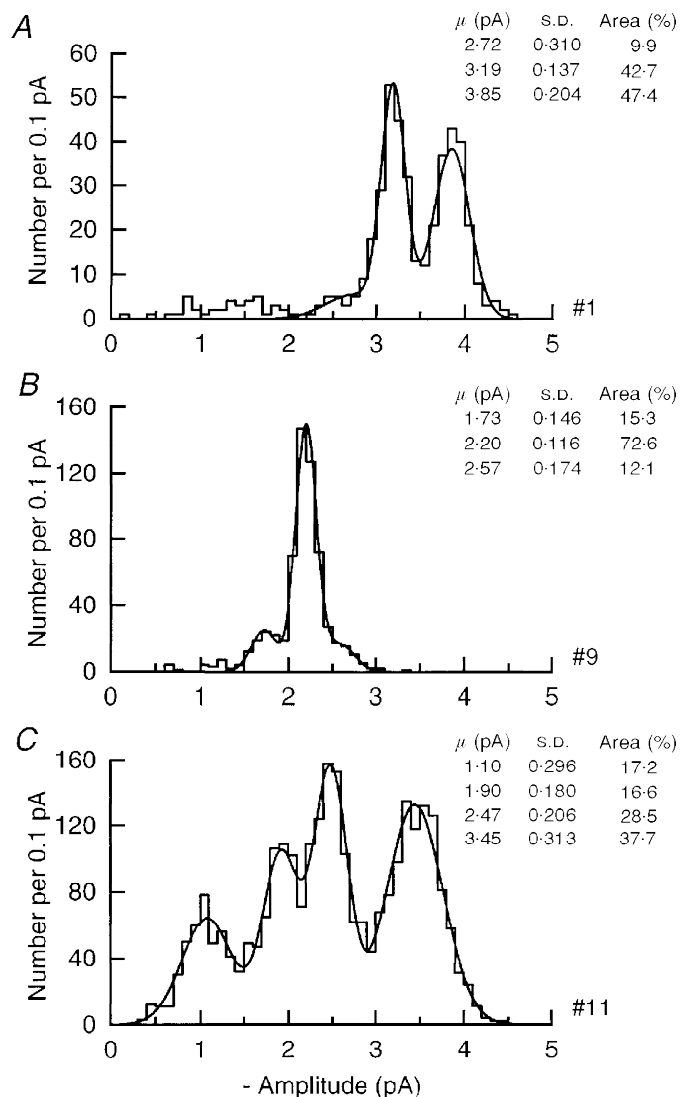 A
μ (pA) S.D. Area (%)
2·72 0·310 9·9
3·19 0·137 42·7
3·85 0·204 47·4
Number per 0.1 pA
60
50
40
30
20
10
0
0 1 2 3 4 5
#1
B
μ (pA) S.D. Area (%)
1·73 0·146 15·3
2·20 0·116 72·6
2·57 0·174 12·1
Number per 0.1 pA
160
120
80
40
0
0 1 2 3 4 5
#9
C
μ (pA) S.D. Area (%)
1·10 0·296 17·2
1·90 0·180 16·6
2·47 0·206 28·5
3·45 0·313 37·7
Number per 0.1 pA
160
120
80
40
0
0 1 2 3 4 5
#11
- Amplitude (pA)